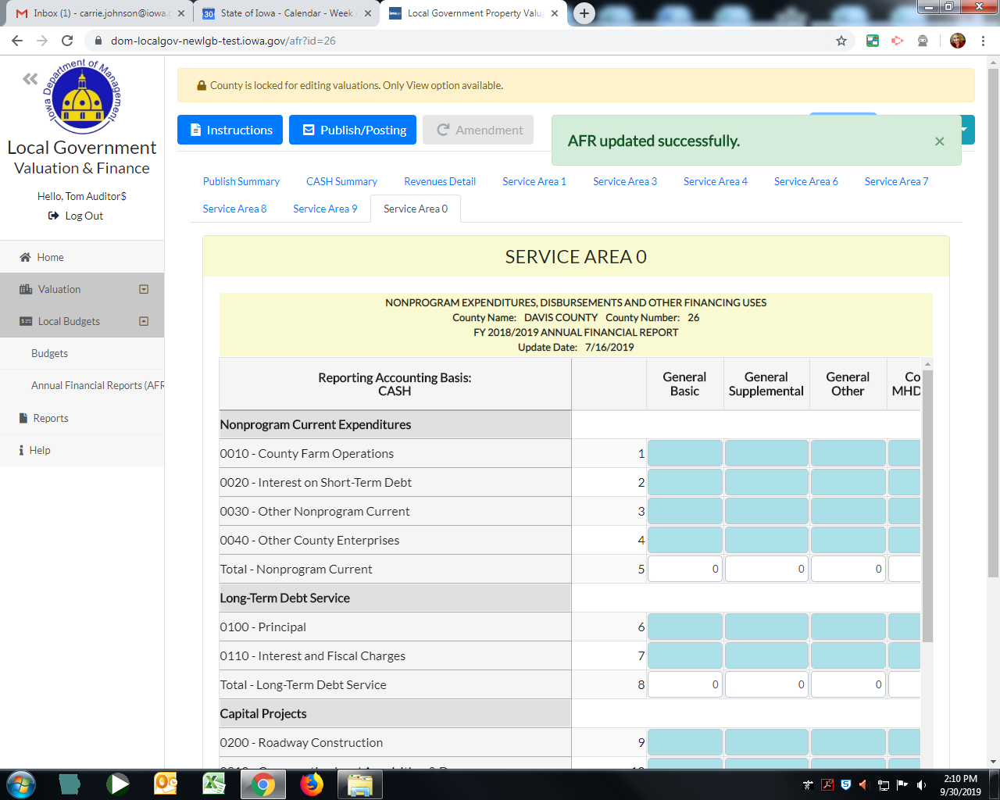 Inbox (1) - carrie.johnson@iowa.g
State of Iowa - Calendar - Week
Local Government Property Valu
dom-localgov-newlgb-test.iowa.gov/afr?id=26
Iowa Department of Management
Local Government
Valuation & Finance
Hello, Tom Auditor$
Log Out
Home
Valuation
Local Budgets
Budgets
Annual Financial Reports (AFR
Reports
Help
County is locked for editing valuations. Only View option available.
Instructions
Publish/Posting
Amendment
AFR updated successfully.
×
Publish Summary
CASH Summary
Revenues Detail
Service Area 1
Service Area 3
Service Area 4
Service Area 6
Service Area 7
Service Area 8
Service Area 9
Service Area 0
SERVICE AREA 0
NONPROGRAM EXPENDITURES, DISBURSEMENTS AND OTHER FINANCING USES
County Name: DAVIS COUNTY County Number: 26
FY 2018/2019 ANNUAL FINANCIAL REPORT
Update Date: 7/16/2019
Reporting Accounting Basis:
CASH
General
Basic
General
Supplemental
General
Other
Co
MHD
Nonprogram Current Expenditures
0010 - County Farm Operations 1
0020 - Interest on Short-Term Debt 2
0030 - Other Nonprogram Current 3
0040 - Other County Enterprises 4
Total - Nonprogram Current 5 0 0 0
Long-Term Debt Service
0100 - Principal 6
0110 - Interest and Fiscal Charges 7
Total - Long-Term Debt Service 8 0 0 0
Capital Projects
0200 - Roadway Construction 9
2:10 PM
9/30/2019